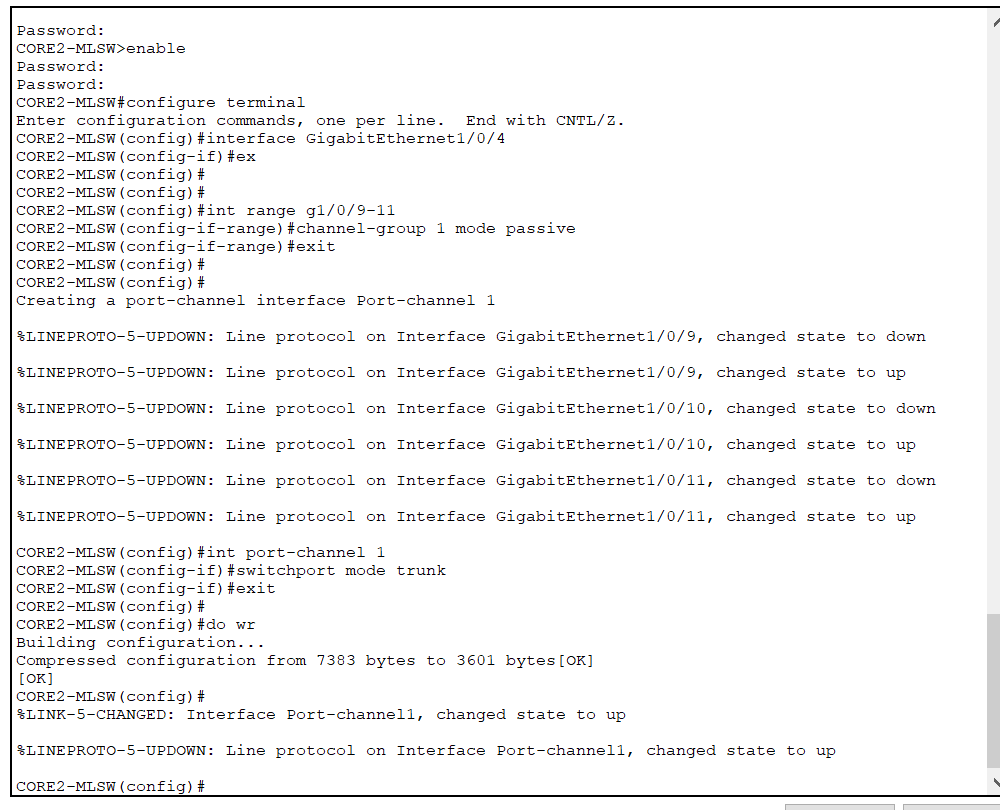 Password:
CORE2-MLSW>enable
Password:
Password:
CORE2-MLSW#configure terminal
Enter configuration commands, one per line.  End with CNTL/Z.
CORE2-MLSW(config)#interface GigabitEthernet1/0/4
CORE2-MLSW(config-if)#ex
CORE2-MLSW(config)#
CORE2-MLSW(config)#
CORE2-MLSW(config)#int range g1/0/9-11
CORE2-MLSW(config-if-range)#channel-group 1 mode passive
CORE2-MLSW(config-if-range)#exit
CORE2-MLSW(config)#
CORE2-MLSW(config)#
Creating a port-channel interface Port-channel 1
%LINEPROTO-5-UPDOWN: Line protocol on Interface GigabitEthernet1/0/9, changed state to down
%LINEPROTO-5-UPDOWN: Line protocol on Interface GigabitEthernet1/0/9, changed state to up
%LINEPROTO-5-UPDOWN: Line protocol on Interface GigabitEthernet1/0/10, changed state to down
%LINEPROTO-5-UPDOWN: Line protocol on Interface GigabitEthernet1/0/10, changed state to up
%LINEPROTO-5-UPDOWN: Line protocol on Interface GigabitEthernet1/0/11, changed state to down
%LINEPROTO-5-UPDOWN: Line protocol on Interface GigabitEthernet1/0/11, changed state to up
CORE2-MLSW(config)#int port-channel 1
CORE2-MLSW(config-if)#switchport mode trunk
CORE2-MLSW(config-if)#exit
CORE2-MLSW(config)#
CORE2-MLSW(config)#do wr
Building configuration...
Compressed configuration from 7383 bytes to 3601 bytes[OK]
[OK]
CORE2-MLSW(config)#
%LINK-5-CHANGED: Interface Port-channel1, changed state to up
%LINEPROTO-5-UPDOWN: Line protocol on Interface Port-channel1, changed state to up
CORE2-MLSW(config)#